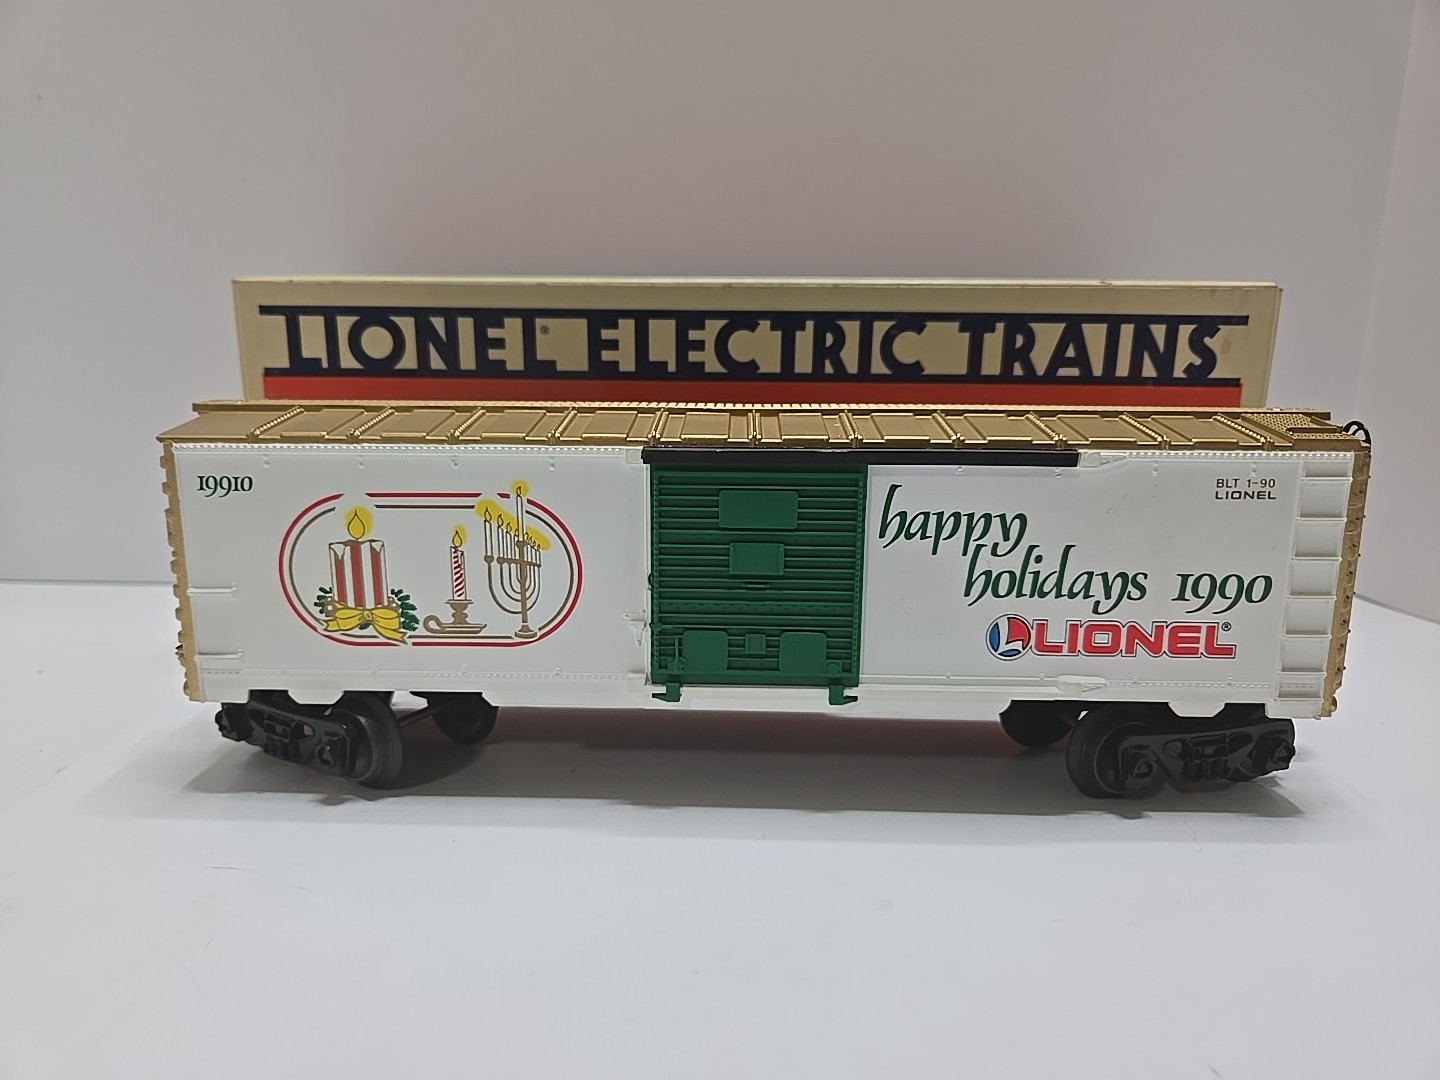 LIONEL® ELECTRIC TRAINS
19910
BLT 1-90
LIONEL
happy
holidays 1990
L LIONEL®